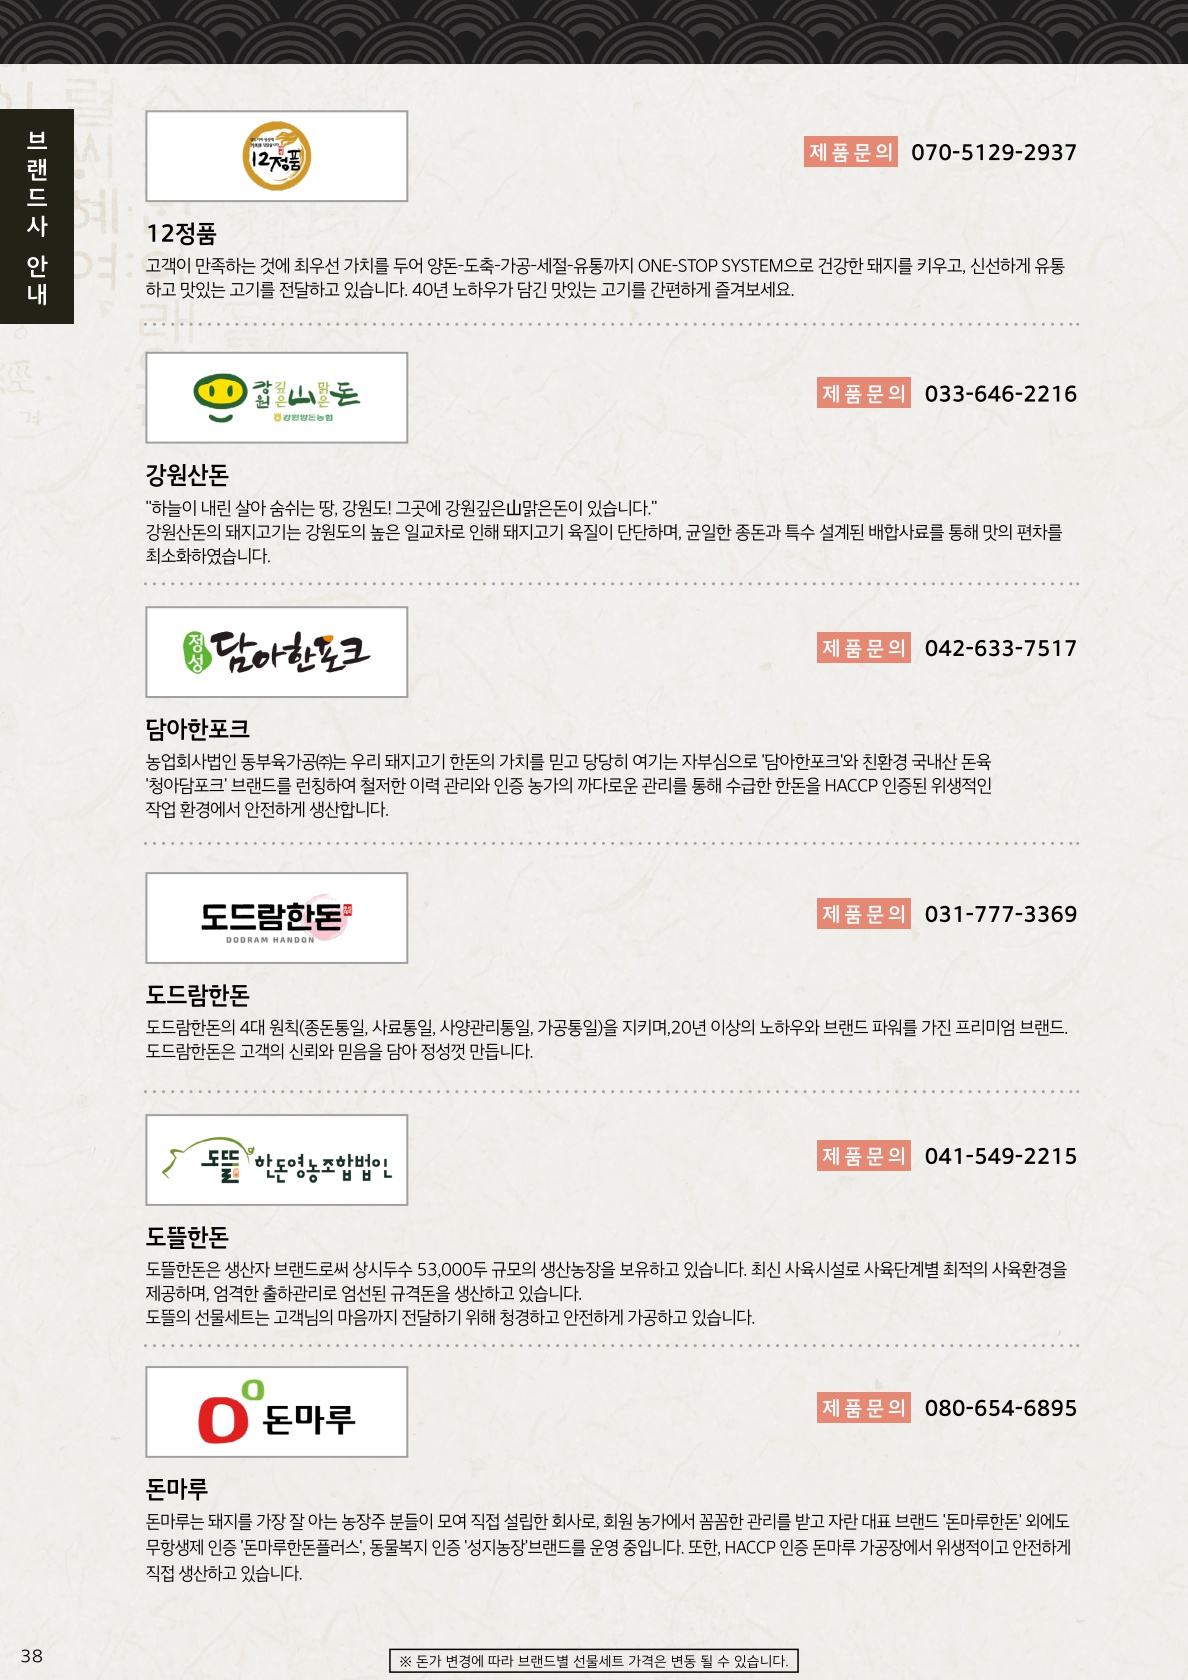 브랜드사 안내
12정품
제품문의 070-5129-2937
12정품
고객이 만족하는 것에 최우선 가치를 두어 양돈-도축-가공-세절-유통까지 ONE-STOP SYSTEM으로 건강한 돼지를 키우고, 신선하게 유통
하고 맛있는 고기를 전달하고 있습니다. 40년 노하우가 담긴 맛있는 고기를 간편하게 즐겨보세요.
강원깊은山맑은돈
강원양돈농협
제품문의 033-646-2216
강원산돈
"하늘이 내린 살아 숨쉬는 땅, 강원도! 그곳에 강원깊은山맑은돈이 있습니다."
강원산돈의 돼지고기는 강원도의 높은 일교차로 인해 돼지고기 육질이 단단하며, 균일한 종돈과 특수 설계된 배합사료를 통해 맛의 편차를
최소화하였습니다.
정성 담아한포크
제품문의 042-633-7517
담아한포크
농업회사법인 동부육가공㈜는 우리 돼지고기 한돈의 가치를 믿고 당당히 여기는 자부심으로 '담아한포크'와 친환경 국내산 돈육
'청아담포크' 브랜드를 런칭하여 철저한 이력 관리와 인증 농가의 까다로운 관리를 통해 수급한 한돈을 HACCP 인증된 위생적인
작업 환경에서 안전하게 생산합니다.
도드람한돈
DODRAM HANDON
제품문의 031-777-3369
도드람한돈
도드람한돈의 4대 원칙(종돈통일, 사료통일, 사양관리통일, 가공통일)을 지키며,20년 이상의 노하우와 브랜드 파워를 가진 프리미엄 브랜드.
도드람한돈은 고객의 신뢰와 믿음을 담아 정성껏 만듭니다.
도뜰 한돈영농조합법인
제품문의 041-549-2215
도뜰한돈
도뜰한돈은 생산자 브랜드로써 상시두수 53,000두 규모의 생산농장을 보유하고 있습니다. 최신 사육시설로 사육단계별 최적의 사육환경을
제공하며, 엄격한 출하관리로 엄선된 규격돈을 생산하고 있습니다.
도뜰의 선물세트는 고객님의 마음까지 전달하기 위해 청경하고 안전하게 가공하고 있습니다.
돈마루
제품문의 080-654-6895
돈마루
돈마루는 돼지를 가장 잘 아는 농장주 분들이 모여 직접 설립한 회사로, 회원 농가에서 꼼꼼한 관리를 받고 자란 대표 브랜드 '돈마루한돈' 외에도
무항생제 인증 '돈마루한돈플러스', 동물복지 인증 '성지농장'브랜드를 운영 중입니다. 또한, HACCP 인증 돈마루 가공장에서 위생적이고 안전하게
직접 생산하고 있습니다.
38
※ 돈가 변경에 따라 브랜드별 선물세트 가격은 변동 될 수 있습니다.